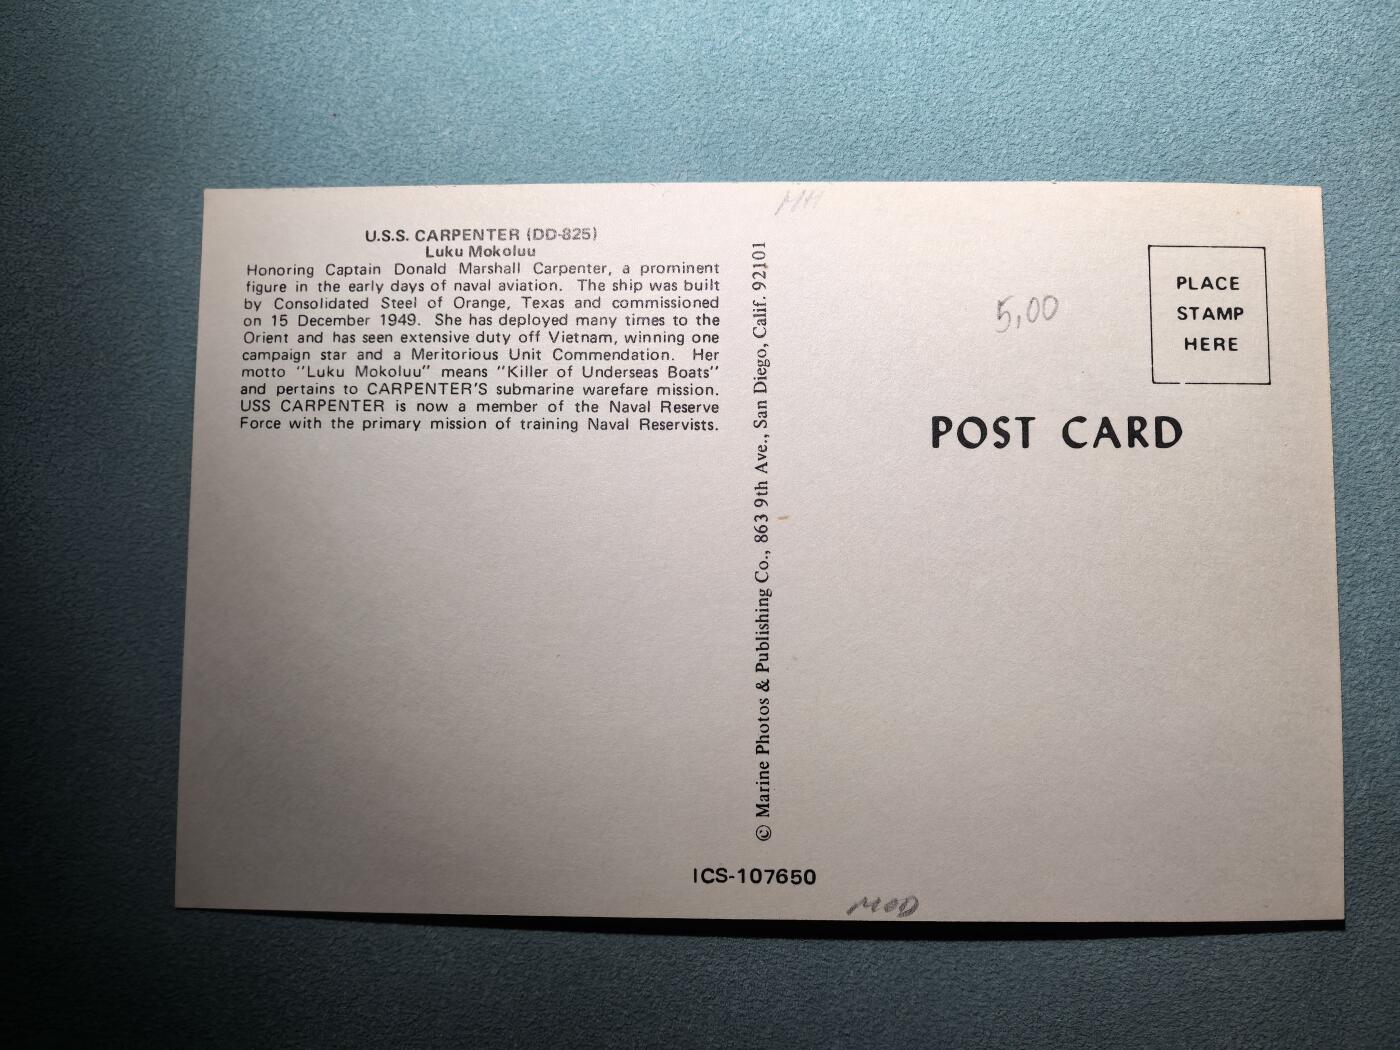 U.S.S. CARPENTER (DD-825)
Luku Mokoluu
Honoring Captain Donald Marshall Carpenter, a prominent
figure in the early days of naval aviation. The ship was built
by Consolidated Steel of Orange, Texas and commissioned
on 15 December 1949. She has deployed many times to the
Orient and has seen extensive duty off Vietnam, winning one
campaign star and a Meritorious Unit Commendation. Her
motto "Luku Mokoluu" means "Killer of Underseas Boats"
and pertains to CARPENTER'S submarine warefare mission.
USS CARPENTER is now a member of the Naval Reserve
Force with the primary mission of training Naval Reservists.
© Marine Photos & Publishing Co., 863 9th Ave., San Diego, Calif. 92101
ICS-107650
5,00
PLACE
STAMP
HERE
POST CARD